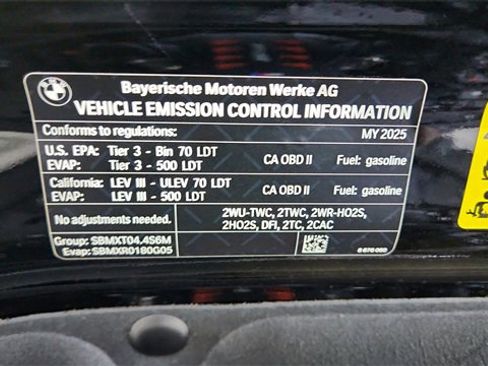 BMW
Bayerische Motoren Werke AG
VEHICLE EMISSION CONTROL INFORMATION
Conforms to regulations: MY 2025
U.S. EPA: Tier 3 - Bin 70 LDT
EVAP: Tier 3 - 500 LDT CA OBD II Fuel: gasoline
California: LEV III - ULEV 70 LDT
EVAP: LEV III - 500 LDT CA OBD II Fuel: gasoline
No adjustments needed. 2WU-TWC, 2TWC, 2WR-HO2S,
2HO2S, DFI, 2TC, 2CAC
Group: SBMXT04.4S6M
Evap: SBMXR0180G05